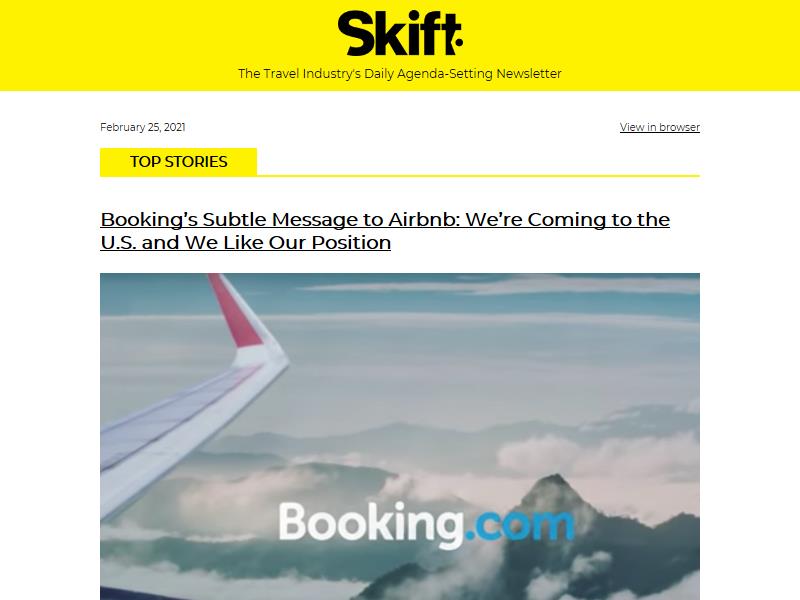 Skift
The Travel Industry's Daily Agenda-Setting Newsletter
February 25, 2021
View in browser
TOP STORIES
Booking’s Subtle Message to Airbnb: We’re Coming to the
U.S. and We Like Our Position
Booking.com